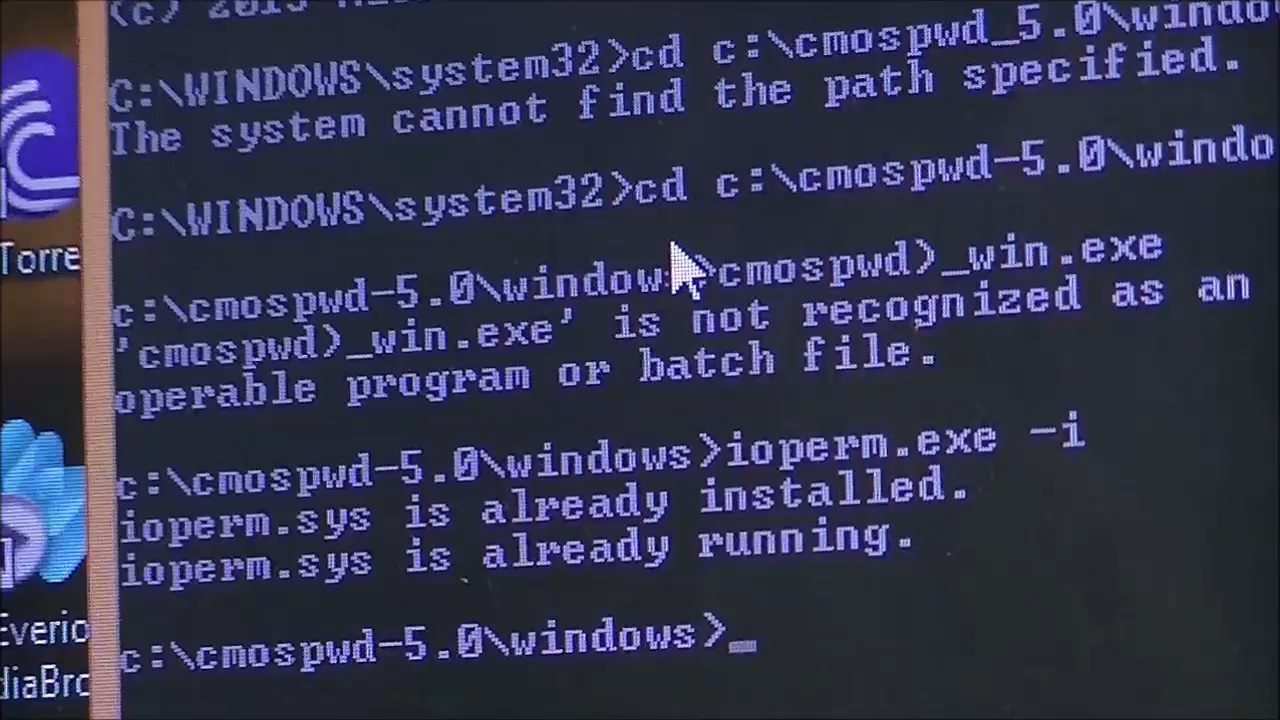 (c) 2015
C:\WINDOWS\system32>cd c:\cmospwd_5.0\windo
The system cannot find the path specified.
C:\WINDOWS\system32>cd c:\cmospwd-5.0\windo
c:\cmospwd-5.0\windows>cmospwd)_win.exe
'cmospwd)_win.exe' is not recognized as an
operable program or batch file.
c:\cmospwd-5.0\windows>ioperm.exe -i
ioperm.sys is already installed.
ioperm.sys is already running.
c:\cmospwd-5.0\windows>_
Torre
Everio
diaBro